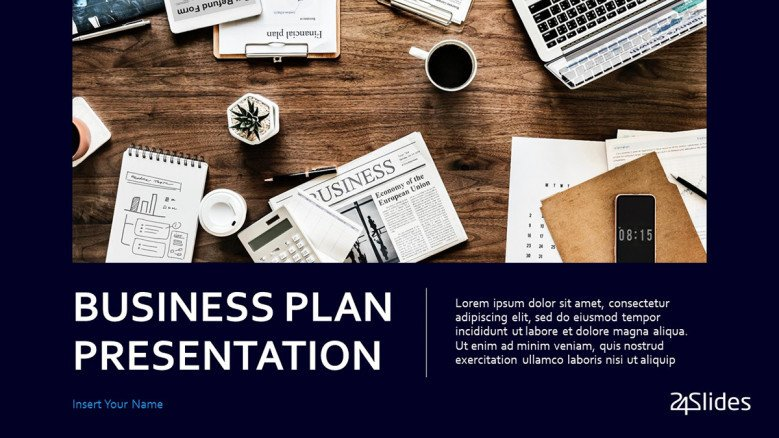 Refund Form
Financial plan
BUSINESS
Economy of the
European Union
08:15
BUSINESS PLAN
PRESENTATION
Lorem ipsum dolor sit amet, consectetur
adipiscing elit, sed do eiusmod tempor
incididunt ut labore et dolore magna aliqua.
Ut enim ad minim veniam, quis nostrud
exercitation ullamco laboris nisi ut aliquip
Insert Your Name
24Slides